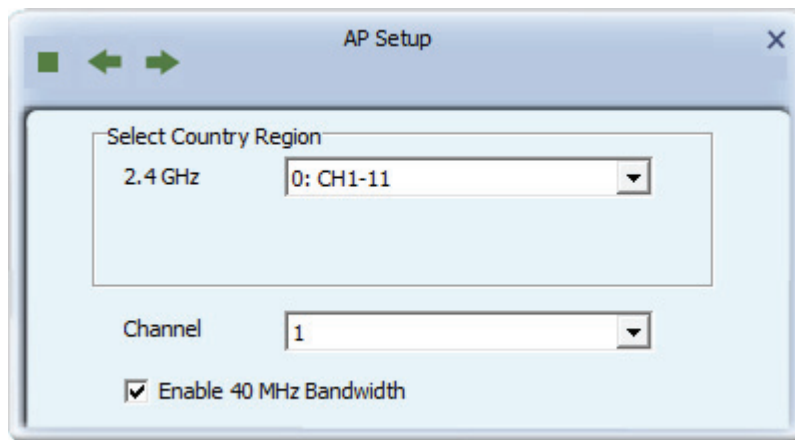 AP Setup
Select Country Region
2.4 GHz
0: CH1-11
Channel
1
Enable 40 MHz Bandwidth